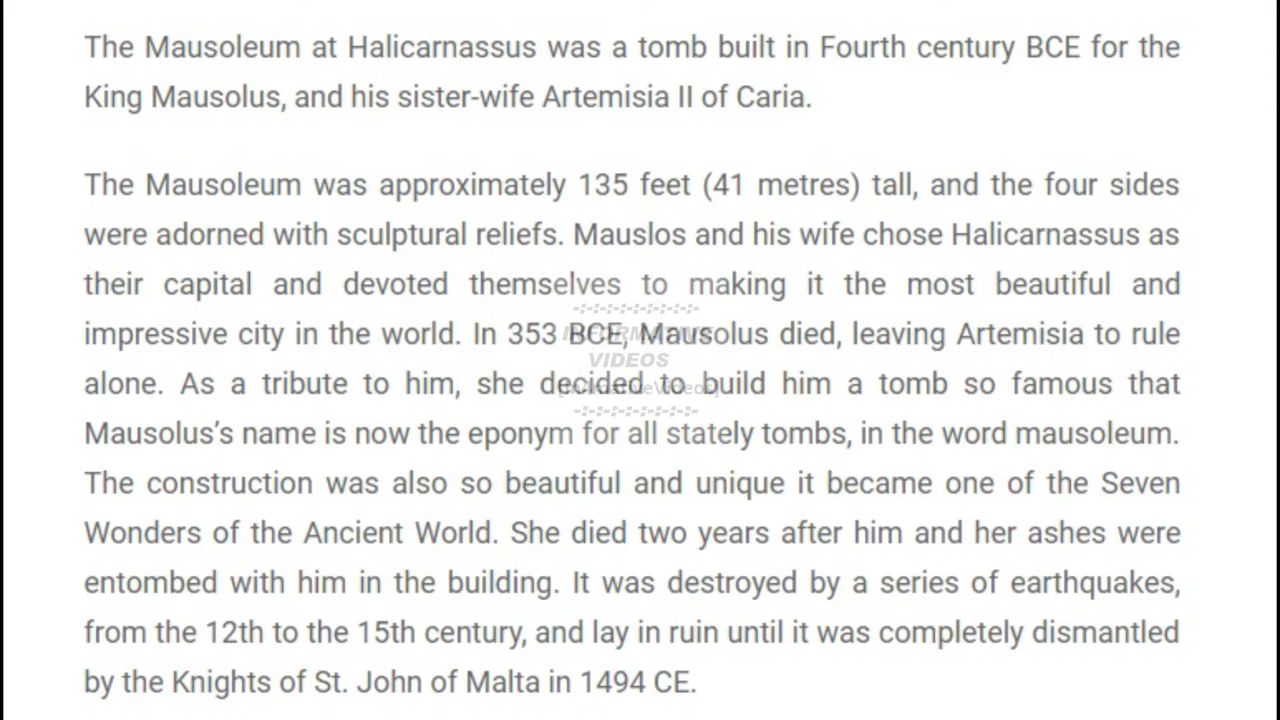 The Mausoleum at Halicarnassus was a tomb built in Fourth century BCE for the
King Mausolus, and his sister-wife Artemisia II of Caria.
The Mausoleum was approximately 135 feet (41 metres) tall, and the four sides
were adorned with sculptural reliefs. Mauslos and his wife chose Halicarnassus as
their capital and devoted themselves to making it the most beautiful and
impressive city in the world. In 353 BCE, Mausolus died, leaving Artemisia to rule
alone. As a tribute to him, she decided to build him a tomb so famous that
Mausolus’s name is now the eponym for all stately tombs, in the word mausoleum.
The construction was also so beautiful and unique it became one of the Seven
Wonders of the Ancient World. She died two years after him and her ashes were
entombed with him in the building. It was destroyed by a series of earthquakes,
from the 12th to the 15th century, and lay in ruin until it was completely dismantled
by the Knights of St. John of Malta in 1494 CE.
INFORMATIVE
VIDEOS